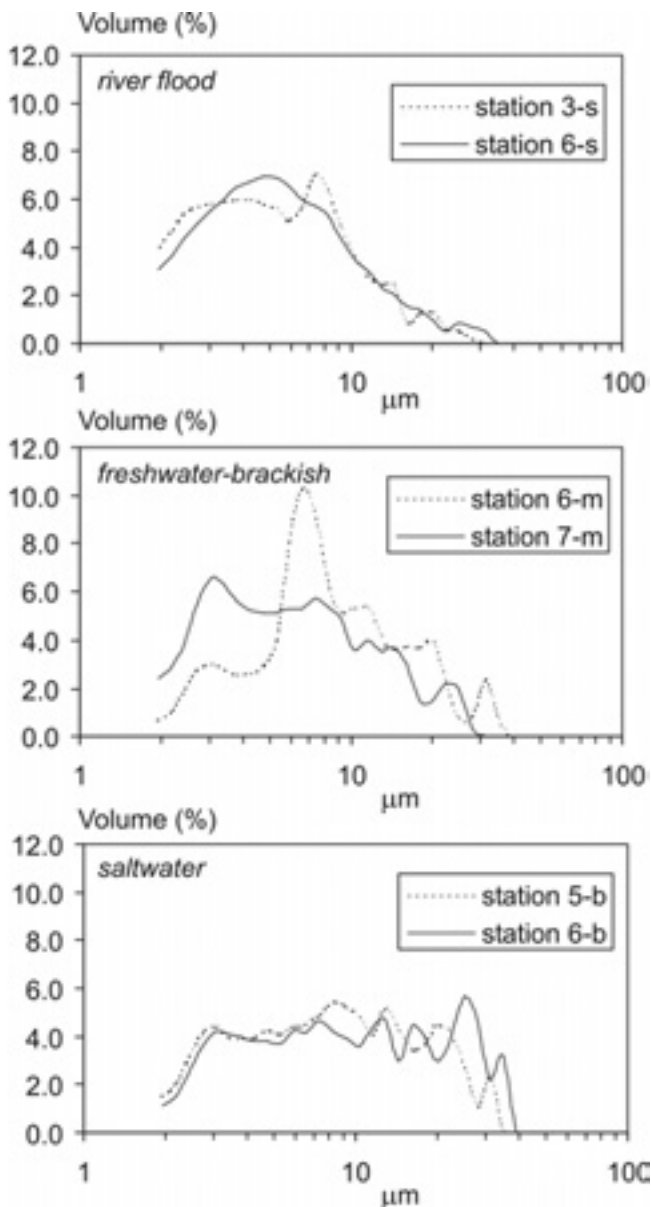 Volume (%)
12.0
river flood
10.0
station 3-s
8.0
station 6-s
6.0
4.0
2.0
0.0
1 10 100
μm
Volume (%)
12.0
freshwater-brackish
10.0
station 6-m
8.0
station 7-m
6.0
4.0
2.0
0.0
1 10 100
μm
Volume (%)
12.0
saltwater
10.0
station 5-b
8.0
station 6-b
6.0
4.0
2.0
0.0
1 10 100
μm